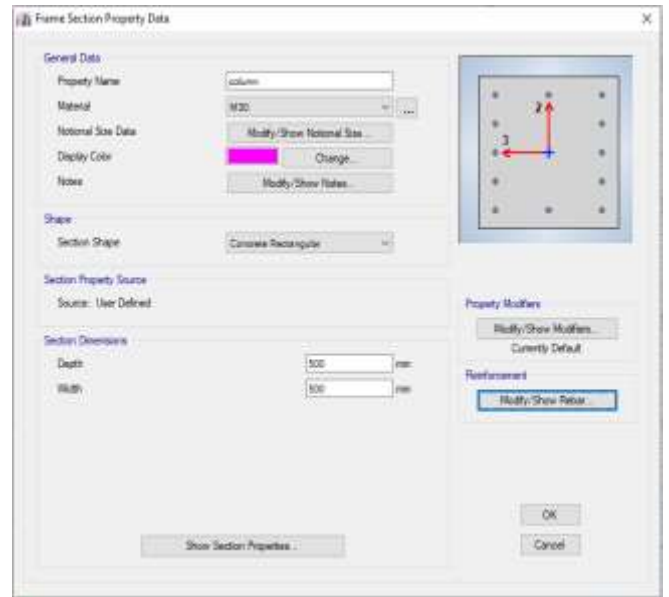 Frame Section Property Data
General Data
Property Name column
Material M30 ...
Notional Size Data Modify/Show Notional Size...
Display Color Change...
Notes Modify/Show Notes...
Shape
Section Shape Concrete Rectangular
Section Property Source
Source: User Defined
Section Dimensions
Depth 500 mm
Width 500 mm
Show Section Properties...
2
3
Property Modifiers
Modify/Show Modifiers...
Currently Default
Reinforcement
Modify/Show Rebar...
OK
Cancel